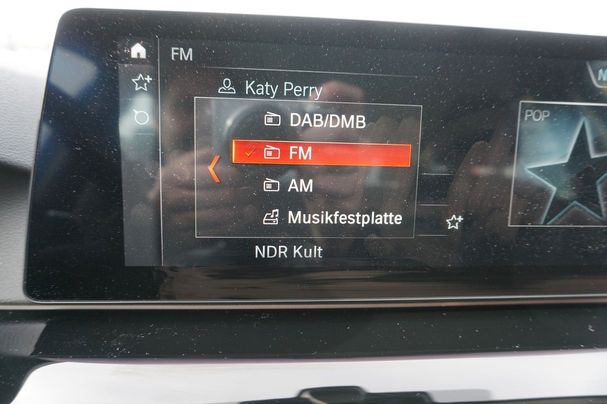 FM
Katy Perry
DAB/DMB
FM
AM
Musikfestplatte
NDR Kult
POP